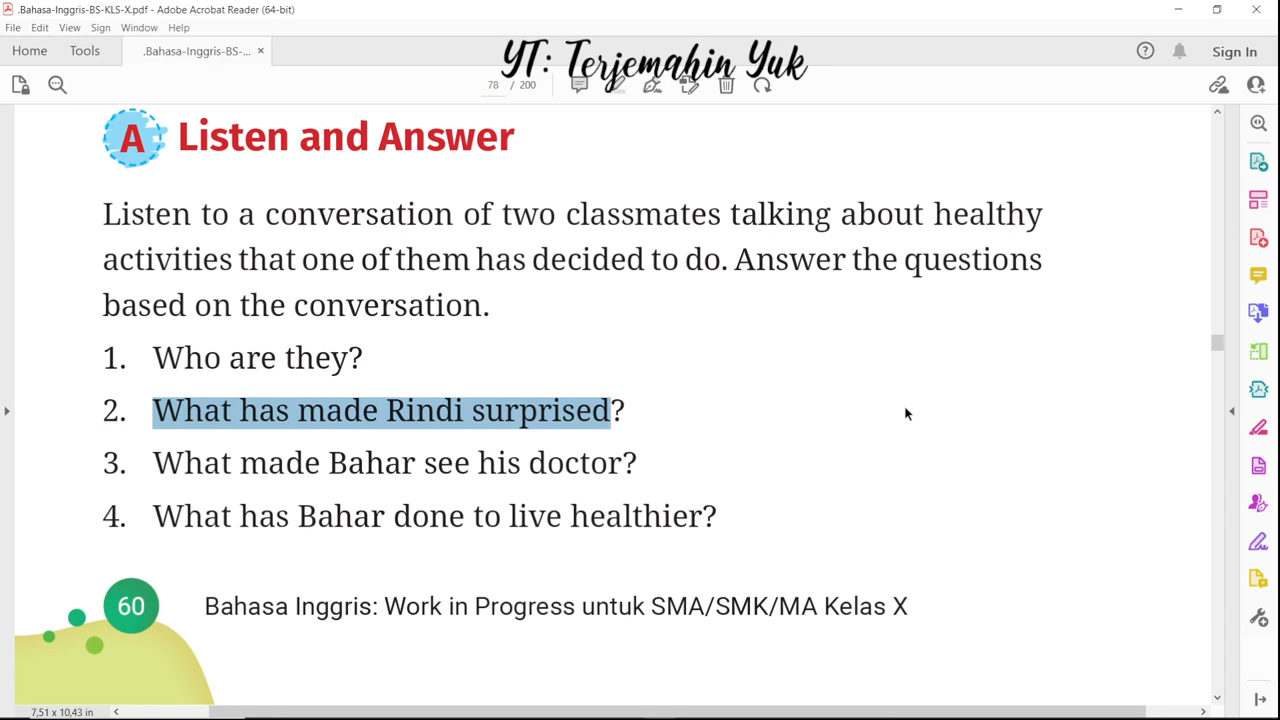 .Bahasa-Inggris-BS-KLS-X.pdf - Adobe Acrobat Reader (64-bit)
File Edit View Sign Window Help
Home Tools .Bahasa-Inggris-BS-... × Sign In
YT: Terjemahin Yuk
78 / 200
A Listen and Answer
Listen to a conversation of two classmates talking about healthy
activities that one of them has decided to do. Answer the questions
based on the conversation.
1. Who are they?
2. What has made Rindi surprised?
3. What made Bahar see his doctor?
4. What has Bahar done to live healthier?
60 Bahasa Inggris: Work in Progress untuk SMA/SMK/MA Kelas X
7,51 x 10,43 in